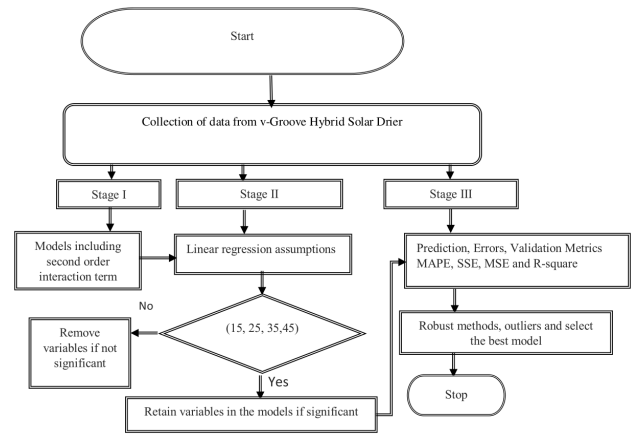 Start
Collection of data from v-Groove Hybrid Solar Drier
Stage I
Stage II
Stage III
Models including
second order
interaction term
Linear regression assumptions
Prediction, Errors, Validation Metrics
MAPE, SSE, MSE and R-square
No
(15, 25, 35,45)
Remove
variables if not
significant
Robust methods, outliers and select
the best model
Yes
Retain variables in the models if significant
Stop